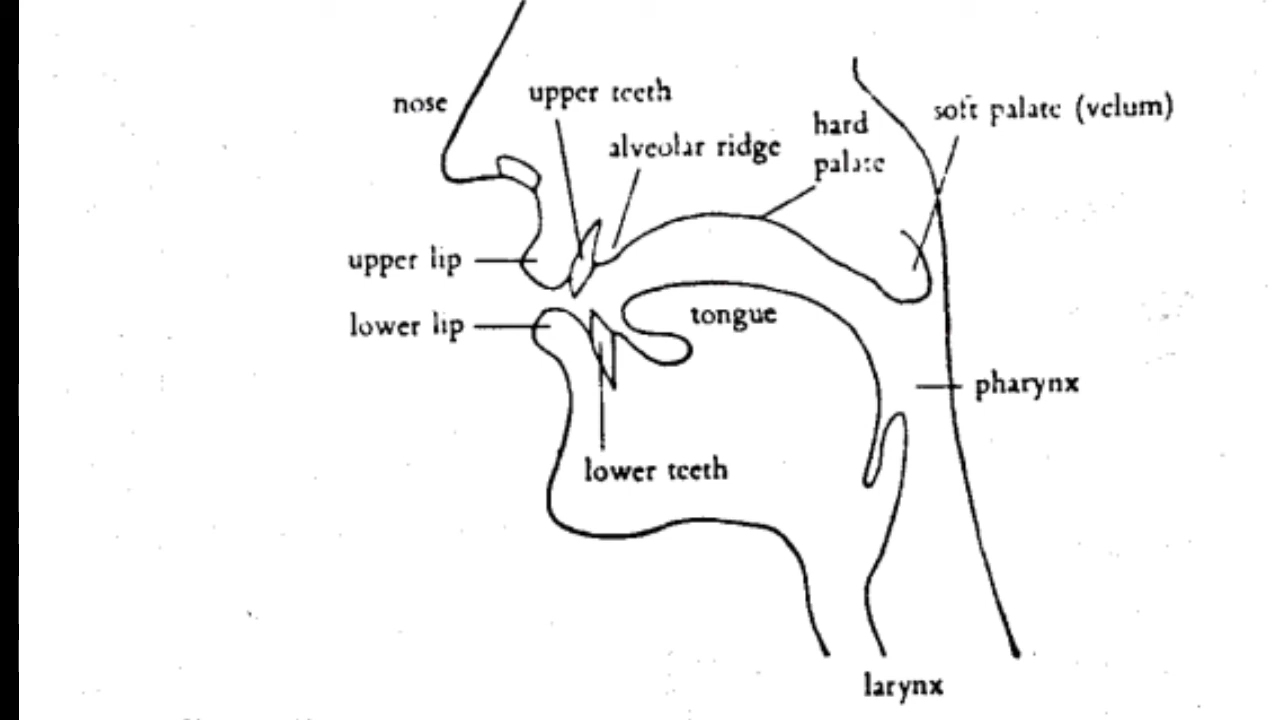 nose
upper teeth
alveolar ridge
hard
palate
soft palate (velum)
upper lip
lower lip
tongue
pharynx
lower teeth
larynx